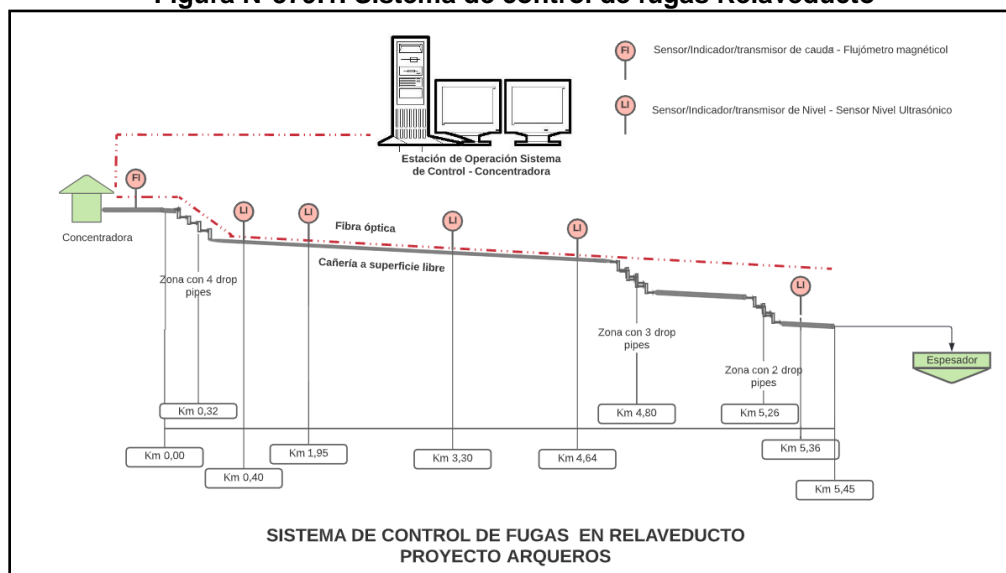 FI
Sensor/Indicador/transmisor de cauda - Flujómetro magnéticol
LI
Sensor/Indicador/transmisor de Nivel - Sensor Nivel Ultrasónico
Estación de Operación Sistema
de Control - Concentradora
FI
LI
LI
LI
LI
LI
Concentradora
Fibra óptica
Cañería a superficie libre
Zona con 4 drop
pipes
Zona con 3 drop
pipes
Zona con 2 drop
pipes
Espesador
Km 0,32
Km 4,80
Km 5,26
Km 0,00
Km 1,95
Km 3,30
Km 4,64
Km 5,36
Km 0,40
Km 5,45
SISTEMA DE CONTROL DE FUGAS EN RELAVEDUCTO
PROYECTO ARQUEROS